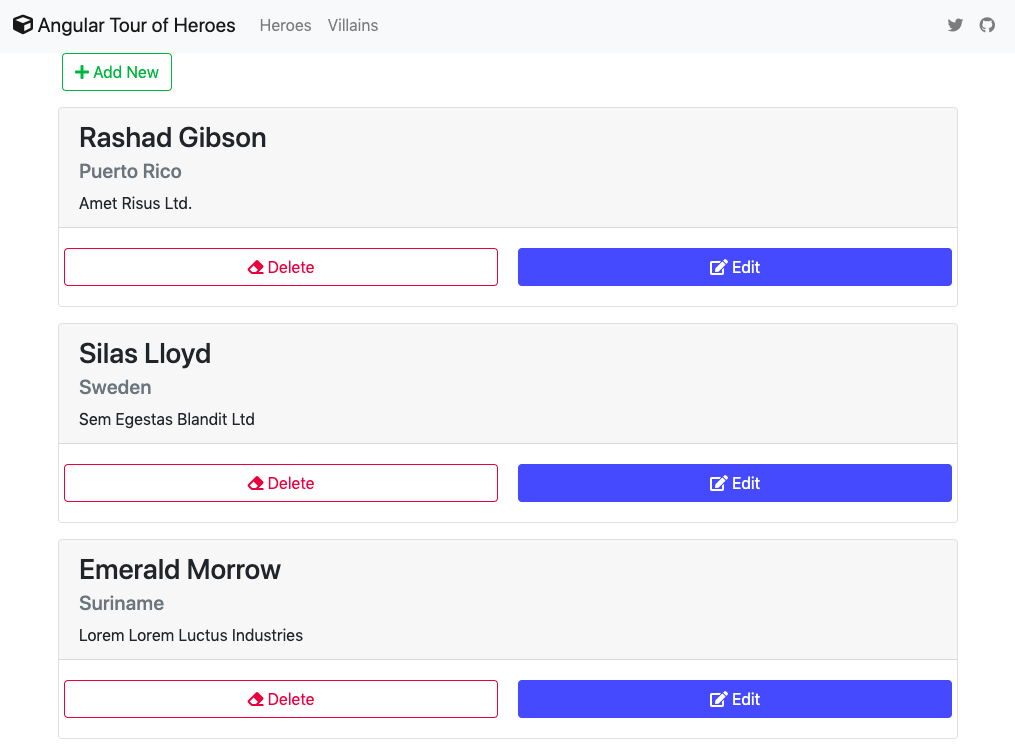 Angular Tour of Heroes Heroes Villains
Add New
Rashad Gibson
Puerto Rico
Amet Risus Ltd.
Delete Edit
Silas Lloyd
Sweden
Sem Egestas Blandit Ltd
Delete Edit
Emerald Morrow
Suriname
Lorem Lorem Luctus Industries
Delete Edit